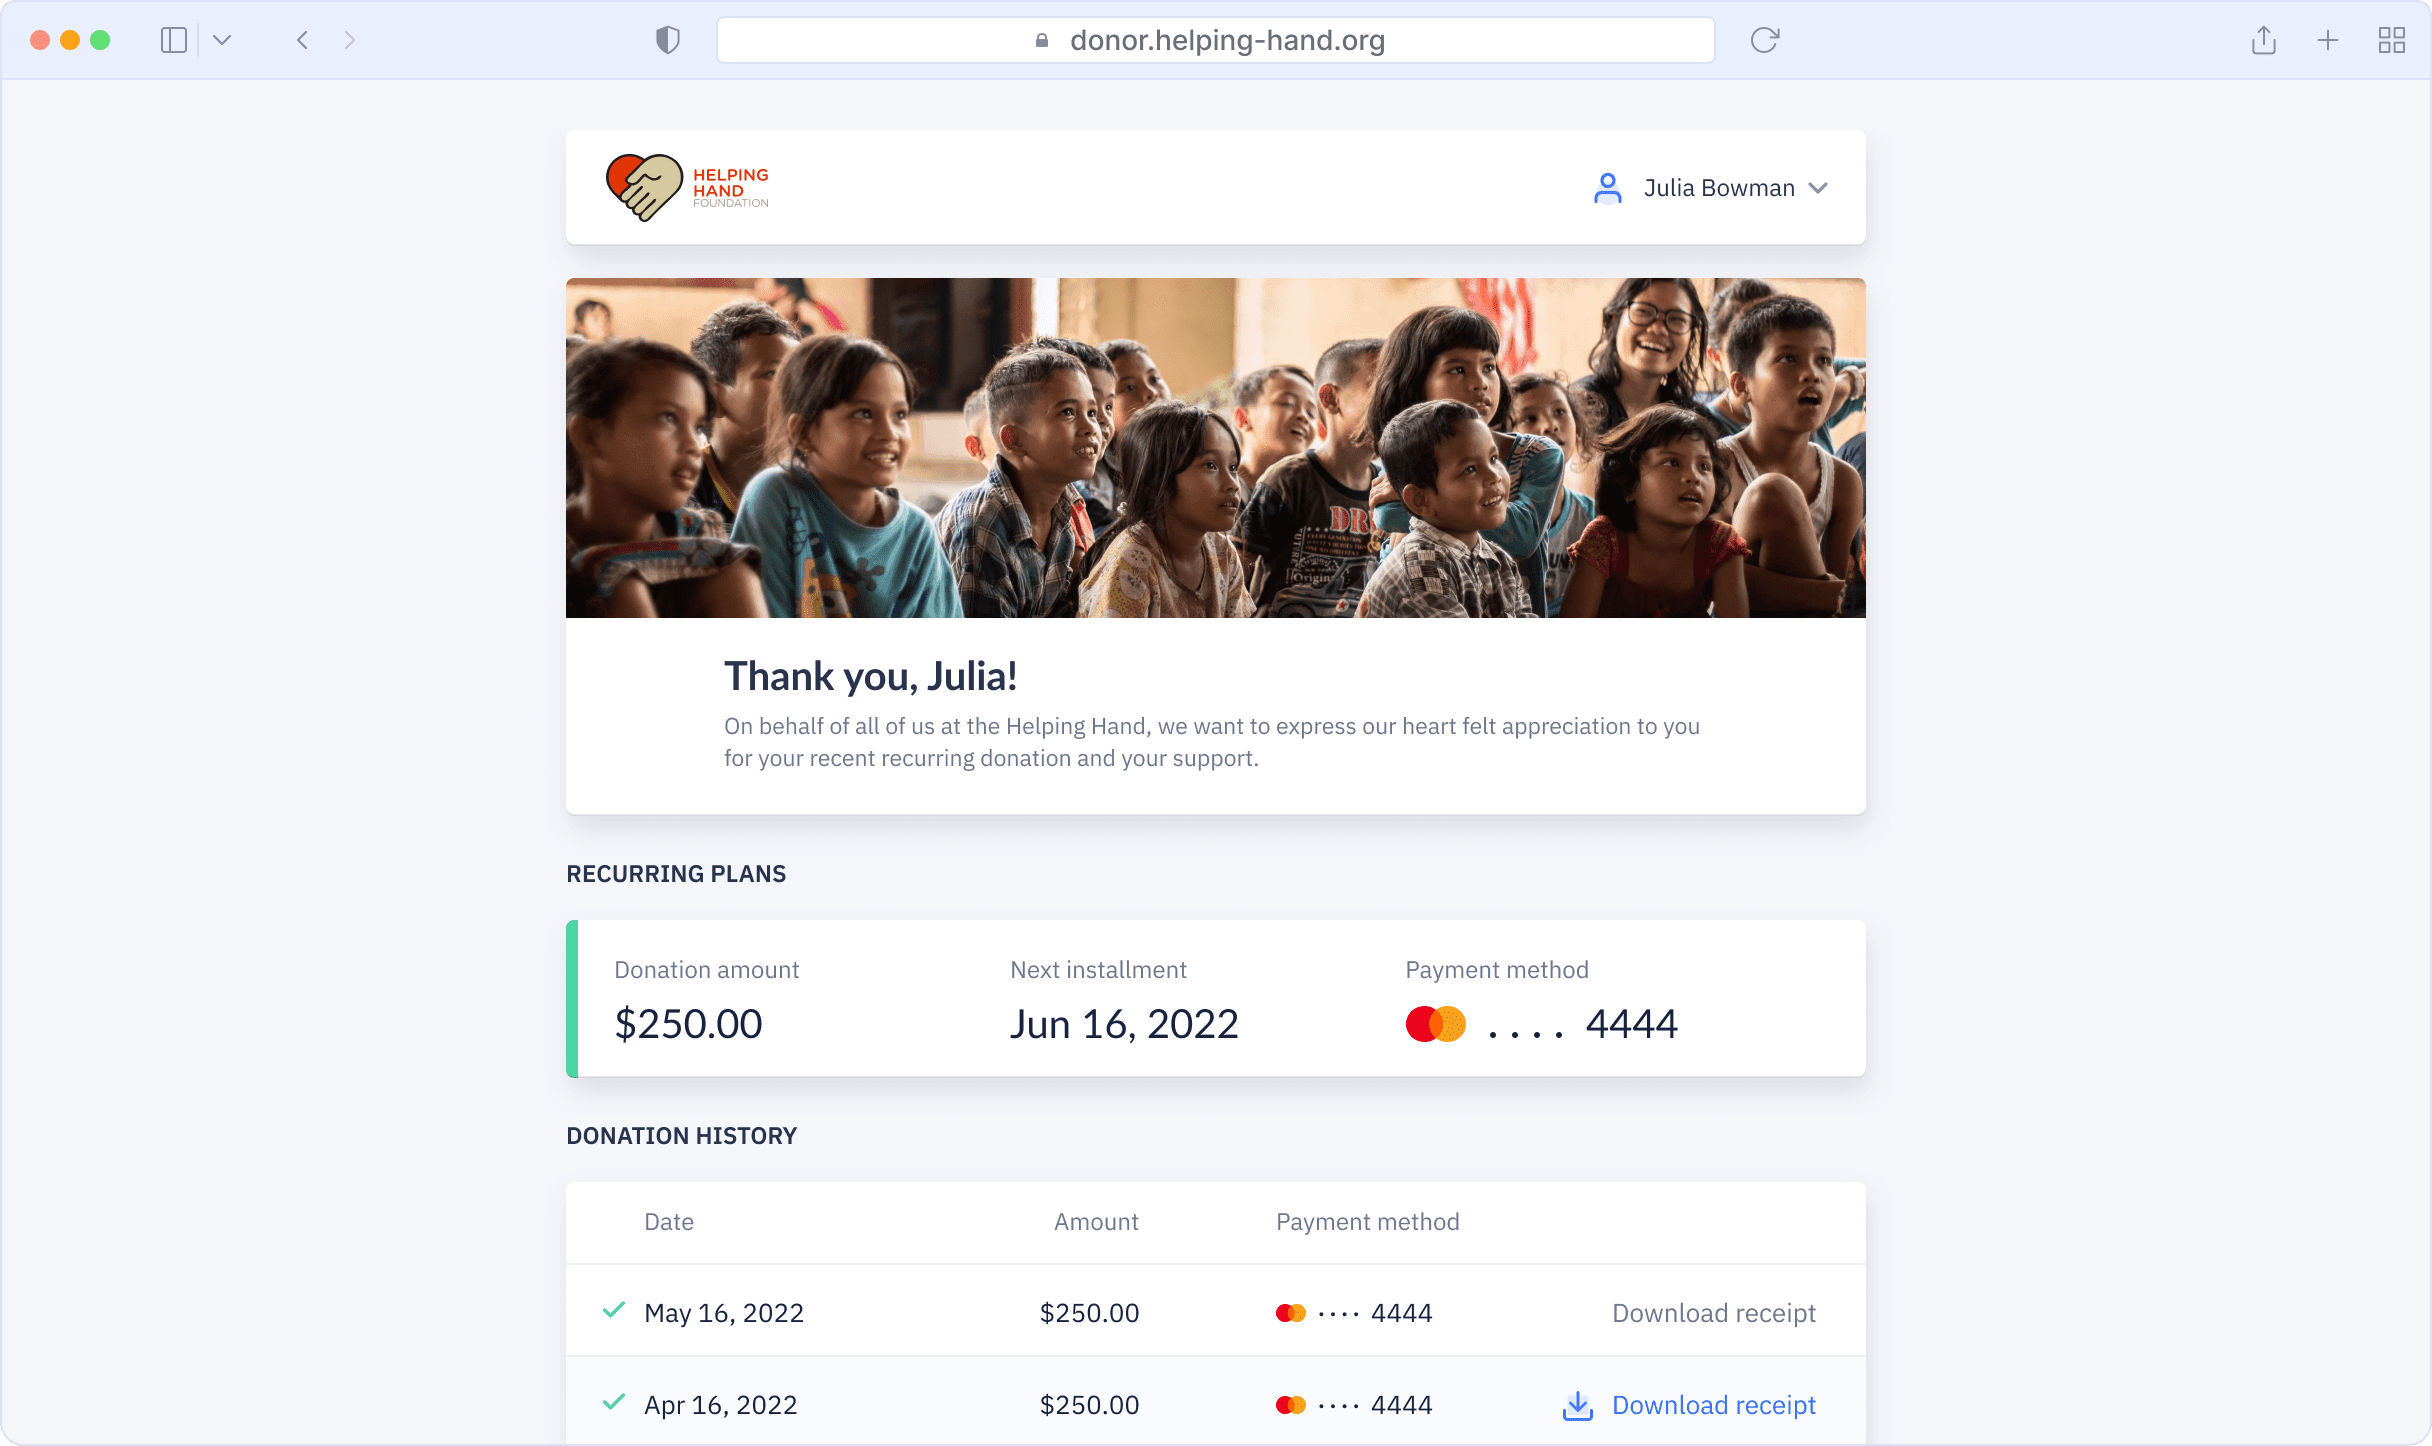 donor.helping-hand.org
HELPING
HAND
FOUNDATION
Julia Bowman
DR
Origin
Thank you, Julia!
On behalf of all of us at the Helping Hand, we want to express our heart felt appreciation to you
for your recent recurring donation and your support.
RECURRING PLANS
Donation amount Next installment Payment method
$250.00 Jun 16, 2022 .... 4444
DONATION HISTORY
Date Amount Payment method
May 16, 2022 $250.00 •••• 4444 Download receipt
Apr 16, 2022 $250.00 •••• 4444 Download receipt